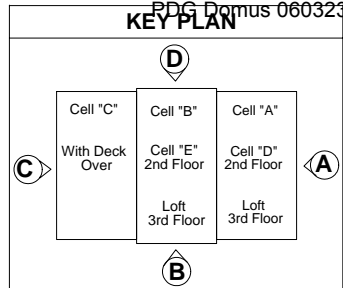 PDG Domus 060323
KEY PLAN
D
Cell "C"
With Deck
Over
Cell "B"
Cell "E"
2nd Floor
Loft
3rd Floor
Cell "A"
Cell "D"
2nd Floor
Loft
3rd Floor
C
A
B